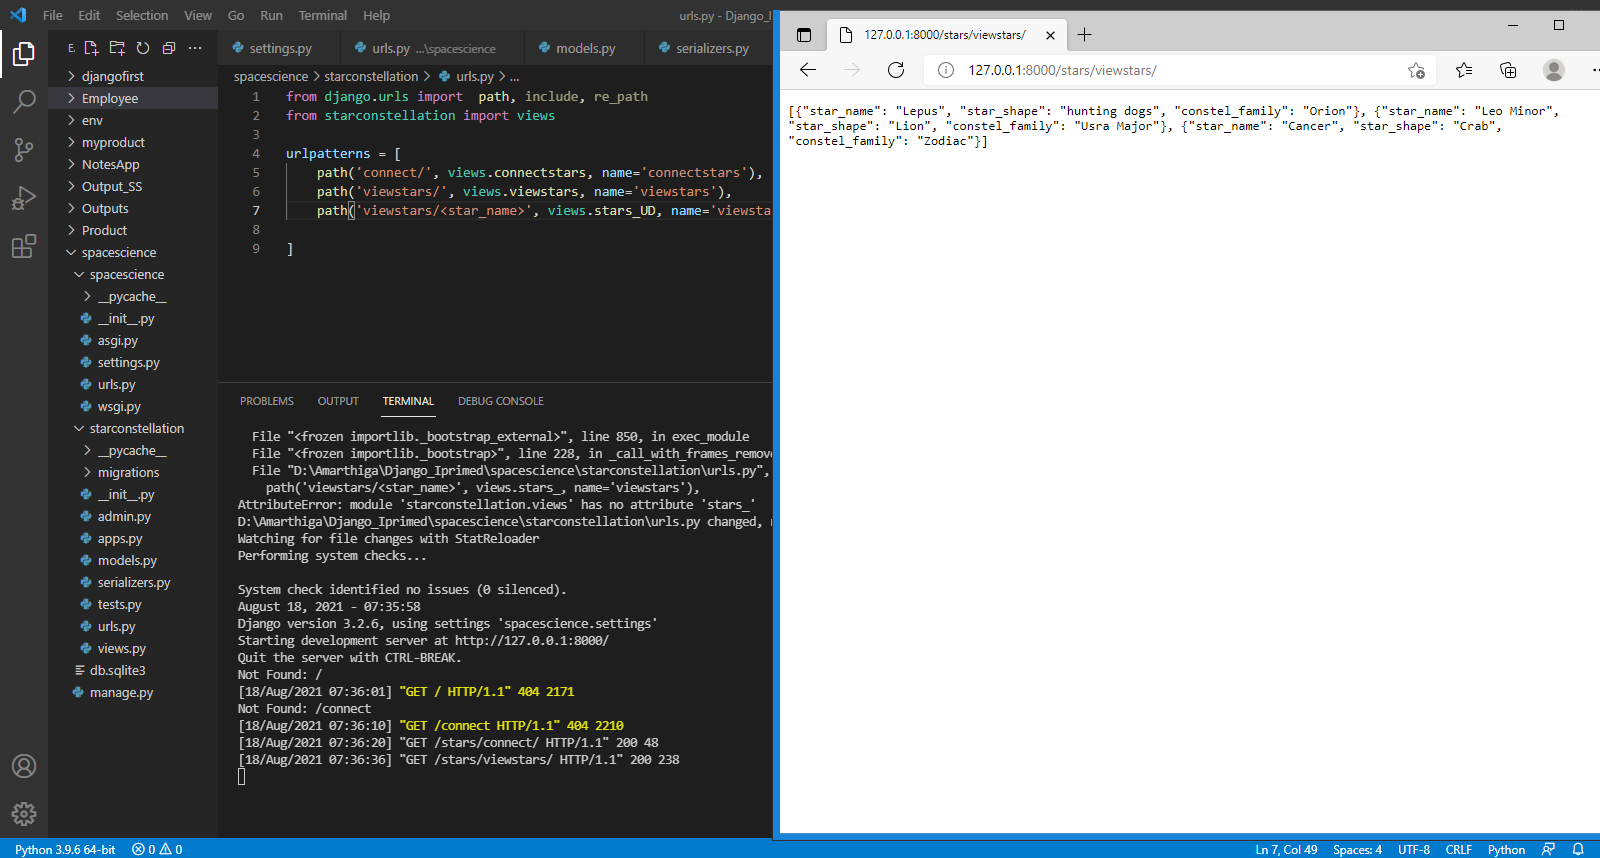 File Edit Selection View Go Run Terminal Help
urls.py - Django_I
E.
djangofirst
Employee
env
myproduct
NotesApp
Output_SS
Outputs
Product
spacescience
spacescience
__pycache__
__init__.py
asgi.py
settings.py
urls.py
wsgi.py
starconstellation
__pycache__
migrations
__init__.py
admin.py
apps.py
models.py
serializers.py
tests.py
urls.py
views.py
db.sqlite3
manage.py
settings.py urls.py ...\spacescience models.py serializers.py
spacescience > starconstellation > urls.py > ...
1 from django.urls import  path, include, re_path
2 from starconstellation import views
3
4 urlpatterns = [
5     path('connect/', views.connectstars, name='connectstars'),
6     path('viewstars/', views.viewstars, name='viewstars'),
7     path('viewstars/<star_name>', views.stars_UD, name='viewsta
8
9 ]
PROBLEMS OUTPUT TERMINAL DEBUG CONSOLE
File "<frozen importlib._bootstrap_external>", line 850, in exec_module
File "<frozen importlib._bootstrap>", line 228, in _call_with_frames_remove
File "D:\Amarthiga\Django_Iprimed\spacescience\starconstellation\urls.py",
path('viewstars/<star_name>', views.stars_, name='viewstars'),
AttributeError: module 'starconstellation.views' has no attribute 'stars_'
D:\Amarthiga\Django_Iprimed\spacescience\starconstellation\urls.py changed,
Watching for file changes with StatReloader
Performing system checks...
System check identified no issues (0 silenced).
August 18, 2021 - 07:35:58
Django version 3.2.6, using settings 'spacescience.settings'
Starting development server at http://127.0.0.1:8000/
Quit the server with CTRL-BREAK.
Not Found: /
[18/Aug/2021 07:36:01] "GET / HTTP/1.1" 404 2171
Not Found: /connect
[18/Aug/2021 07:36:10] "GET /connect HTTP/1.1" 404 2210
[18/Aug/2021 07:36:20] "GET /stars/connect/ HTTP/1.1" 200 48
[18/Aug/2021 07:36:36] "GET /stars/viewstars/ HTTP/1.1" 200 238
127.0.0.1:8000/stars/viewstars/
127.0.0.1:8000/stars/viewstars/
[{"star_name": "Lepus", "star_shape": "hunting dogs", "constel_family": "Orion"}, {"star_name": "Leo Minor",
"star_shape": "Lion", "constel_family": "Usra Major"}, {"star_name": "Cancer", "star_shape": "Crab",
"constel_family": "Zodiac"}]
Python 3.9.6 64-bit 0 0 Ln 7, Col 49 Spaces: 4 UTF-8 CRLF Python